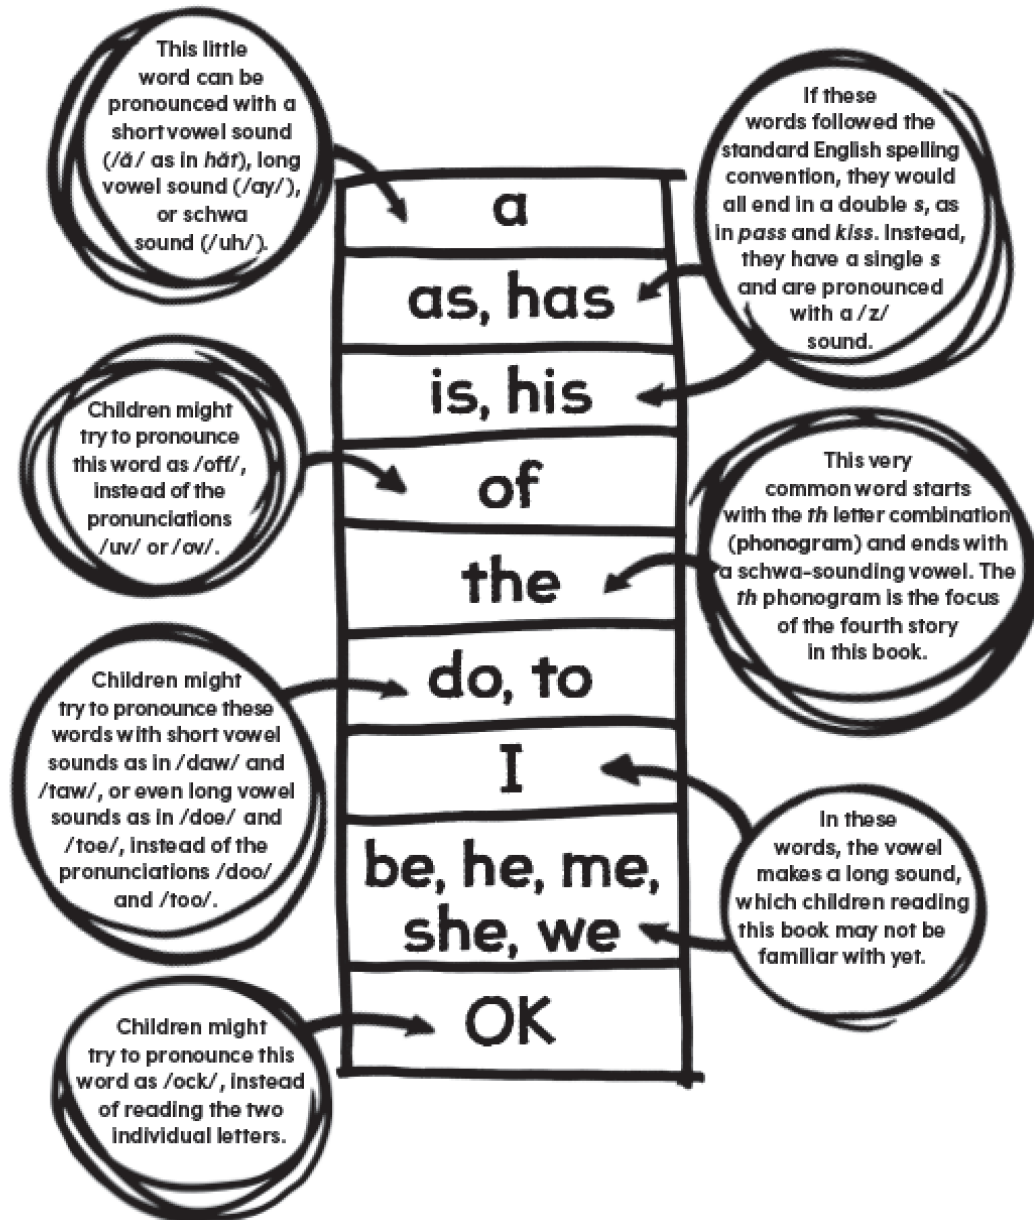 This little
word can be
pronounced with a
short vowel sound
(/ă/ as in hăt), long
vowel sound (/ay/),
or schwa
sound (/uh/).
a
If these
words followed the
standard English spelling
convention, they would
all end in a double s, as
in pass and kiss. Instead,
they have a single s
and are pronounced
with a /z/
sound.
as, has
is, his
Children might
try to pronounce
this word as /off/,
instead of the
pronunciations
/uv/ or /ov/.
of
This very
common word starts
with the th letter combination
(phonogram) and ends with
a schwa-sounding vowel. The
th phonogram is the focus
of the fourth story
in this book.
the
Children might
try to pronounce these
words with short vowel
sounds as in /daw/ and
/taw/, or even long vowel
sounds as in /doe/ and
/toe/, instead of the
pronunciations /doo/
and /too/.
do, to
I
In these
words, the vowel
makes a long sound,
which children reading
this book may not be
familiar with yet.
be, he, me,
she, we
Children might
try to pronounce this
word as /ock/, instead
of reading the two
individual letters.
OK